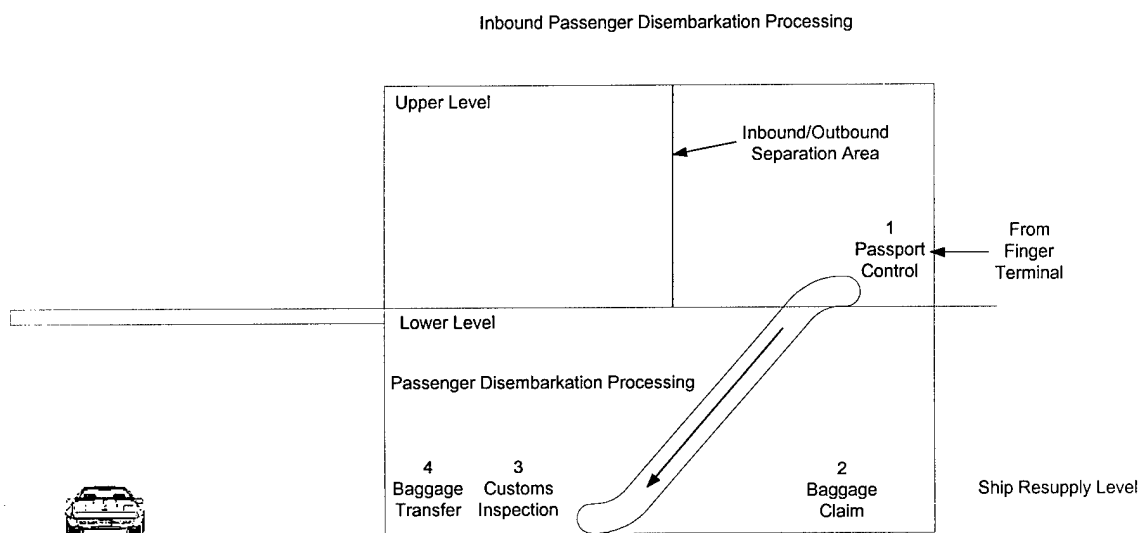 Inbound Passenger Disembarkation Processing
Upper Level
Inbound/Outbound
Separation Area
1
Passport
Control
From
Finger
Terminal
Lower Level
Passenger Disembarkation Processing
4
Baggage
Transfer
3
Customs
Inspection
2
Baggage
Claim
Ship Resupply Level